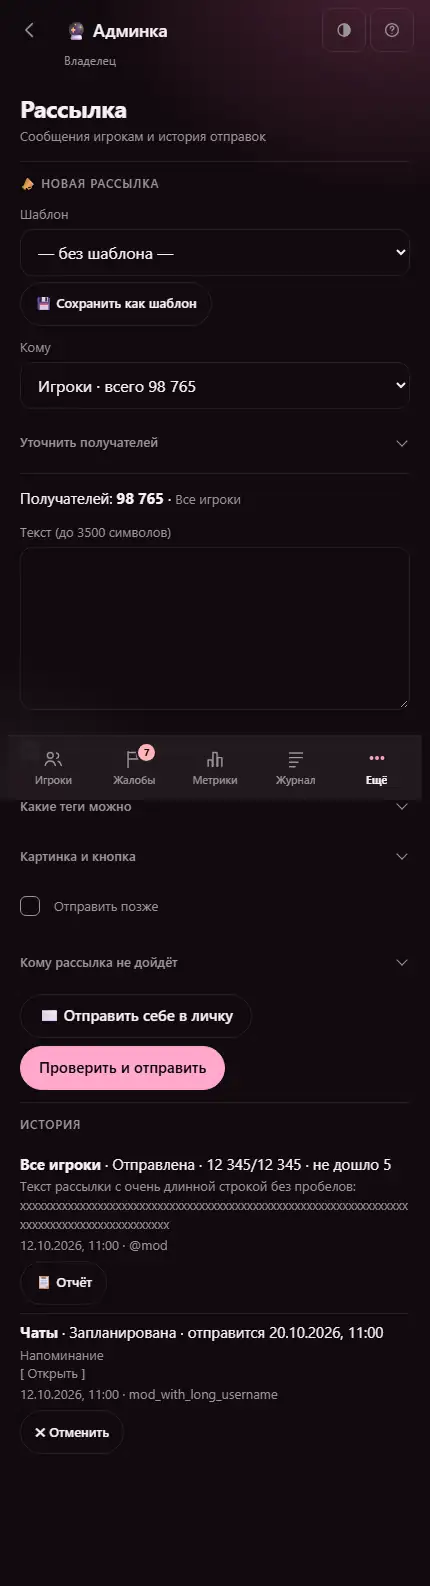 Админка
Владелец
Рассылка
Сообщения игрокам и история отправок
НОВАЯ РАССЫЛКА
Шаблон
— без шаблона —
Сохранить как шаблон
Кому
Игроки · всего 98 765
Уточнить получателей
Получателей: 98 765 · Все игроки
Текст (до 3500 символов)
7
Игроки
Жалобы
Метрики
Журнал
Ещё
Какие теги можно
Картинка и кнопка
Отправить позже
Кому рассылка не дойдёт
Отправить себе в личку
Проверить и отправить
ИСТОРИЯ
Все игроки · Отправлена · 12 345/12 345 · не дошло 5
Текст рассылки с очень длинной строкой без пробелов:
12.10.2026, 11:00 · @mod
Отчёт
Чаты · Запланирована · отправится 20.10.2026, 11:00
Напоминание
[ Открыть ]
12.10.2026, 11:00 · mod_with_long_username
Отменить